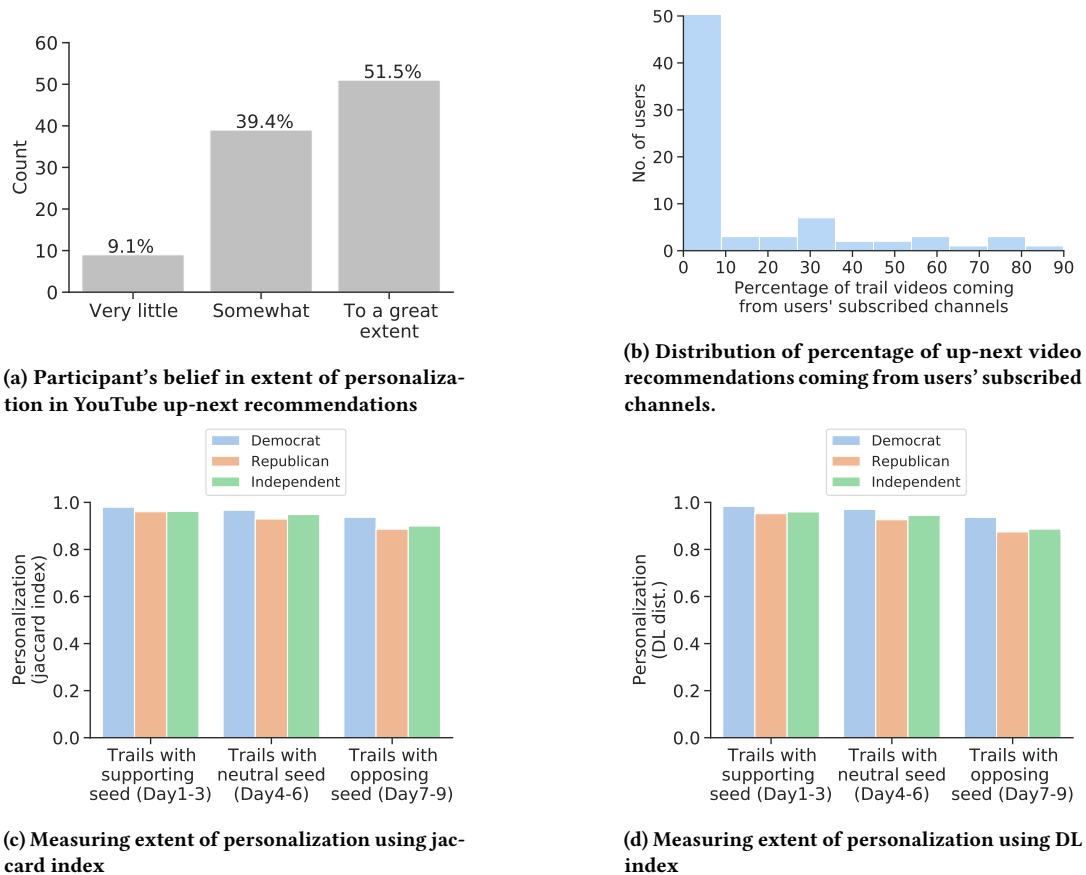 60
50
40
30
20
10
0
Count
9.1%
39.4%
51.5%
Very little
Somewhat
To a great
extent
(a) Participant's belief in extent of personaliza-
tion in YouTube up-next recommendations
50
40
30
20
10
0
No. of users
0 10 20 30 40 50 60 70 80 90
Percentage of trail videos coming
from users' subscribed channels
(b) Distribution of percentage of up-next video
recommendations coming from users' subscribed
channels.
Democrat
Republican
Independent
1.0
0.8
0.6
0.4
0.2
0.0
Personalization
(jaccard index)
Trails with
supporting
seed (Day1-3)
Trails with
neutral seed
(Day4-6)
Trails with
opposing
seed (Day7-9)
(c) Measuring extent of personalization using jac-
card index
Democrat
Republican
Independent
1.0
0.8
0.6
0.4
0.2
0.0
Personalization
(DL dist.)
Trails with
supporting
seed (Day1-3)
Trails with
neutral seed
(Day4-6)
Trails with
opposing
seed (Day7-9)
(d) Measuring extent of personalization using DL
index